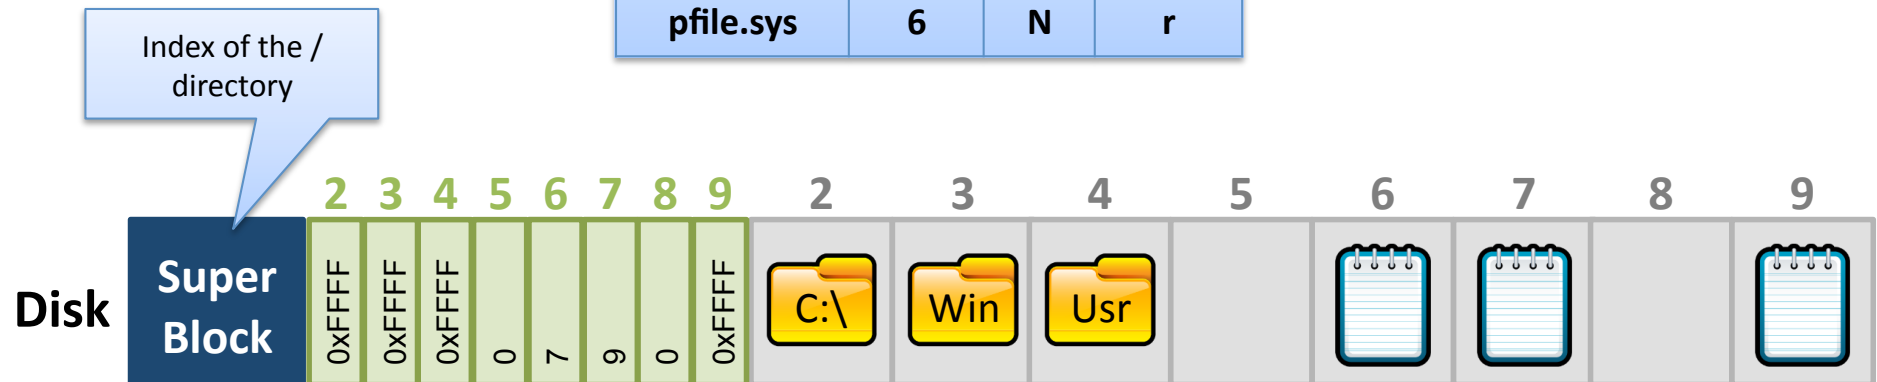 pfile.sys 6 N r
Index of the /
directory
2 3 4 5 6 7 8 9 2 3 4 5 6 7 8 9
Disk
Super
Block
0xFFFF 0xFFFF 0xFFFF 0 7 9 0 0xFFFF
C:\ Win Usr